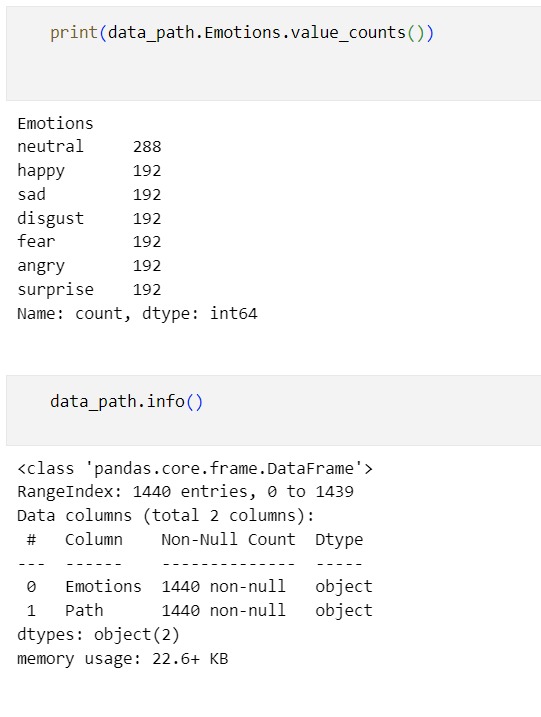 print(data_path.Emotions.value_counts())
Emotions
neutral     288
happy       192
sad         192
disgust     192
fear        192
angry       192
surprise    192
Name: count, dtype: int64
data_path.info()
<class 'pandas.core.frame.DataFrame'>
RangeIndex: 1440 entries, 0 to 1439
Data columns (total 2 columns):
 #   Column    Non-Null Count  Dtype
---  ------    --------------  -----
 0   Emotions  1440 non-null   object
 1   Path      1440 non-null   object
dtypes: object(2)
memory usage: 22.6+ KB